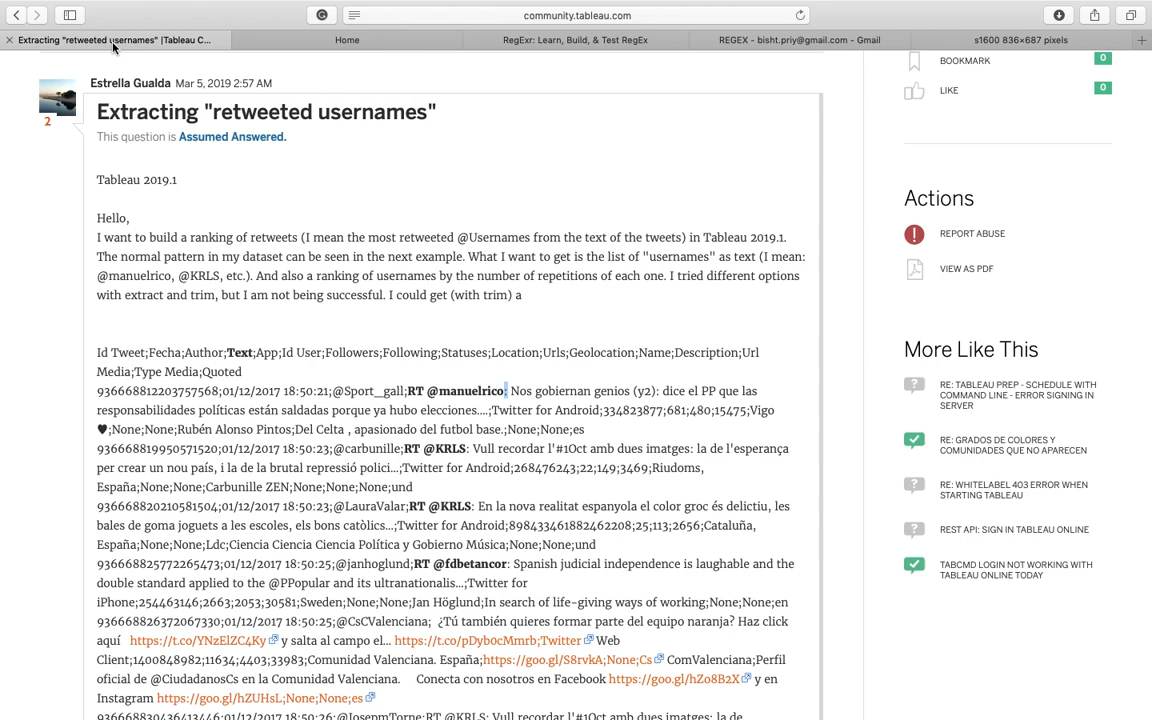 community.tableau.com
Extracting "retweeted usernames" |Tableau C...
Home
RegExr: Learn, Build, & Test RegEx
REGEX - bisht.priy@gmail.com - Gmail
s1600 836×687 pixels
Estrella Gualda Mar 5, 2019 2:57 AM
2
Extracting "retweeted usernames"
This question is Assumed Answered.
Tableau 2019.1
Hello,
I want to build a ranking of retweets (I mean the most retweeted @Usernames from the text of the tweets) in Tableau 2019.1.
The normal pattern in my dataset can be seen in the next example. What I want to get is the list of "usernames" as text (I mean:
@manuelrico, @KRLS, etc.). And also a ranking of usernames by the number of repetitions of each one. I tried different options
with extract and trim, but I am not being successful. I could get (with trim) a
Id Tweet;Fecha;Author;Text;App;Id User;Followers;Following;Statuses;Location;Urls;Geolocation;Name;Description;Url
Media;Type Media;Quoted
936668812203757568;01/12/2017 18:50:21;@Sport_gall;RT @manuelrico: Nos gobiernan genios (y2): dice el PP que las
responsabilidades políticas están saldadas porque ya hubo elecciones....;Twitter for Android;334823877;681;480;15475;Vigo
♥;None;None;Rubén Alonso Pintos;Del Celta , apasionado del futbol base.;None;None;es
936668819950571520;01/12/2017 18:50:23;@carbunille;RT @KRLS: Vull recordar l'#1Oct amb dues imatges: la de l'esperança
per crear un nou país, i la de la brutal repressió polici...;Twitter for Android;268476243;22;149;3469;Riudoms,
España;None;None;Carbunille ZEN;None;None;None;und
936668820210581504;01/12/2017 18:50:23;@LauraValar;RT @KRLS: En la nova realitat espanyola el color groc és delictiu, les
bales de goma joguets a les escoles, els bons catòlics...;Twitter for Android;898433461882462208;25;113;2656;Cataluña,
España;None;None;Ldc;Ciencia Ciencia Ciencia Política y Gobierno Música;None;None;und
936668825772265473;01/12/2017 18:50:25;@janhoglund;RT @fdbetancor: Spanish judicial independence is laughable and the
double standard applied to the @PPopular and its ultranationalis...;Twitter for
iPhone;254463146;2663;2053;30581;Sweden;None;None;Jan Höglund;In search of life-giving ways of working;None;None;en
936668826372067330;01/12/2017 18:50:25;@CsCValenciana; ¿Tú también quieres formar parte del equipo naranja? Haz click
aquí https://t.co/YNzElZC4Ky y salta al campo el... https://t.co/pDyb0cMmrb;Twitter Web
Client;1400848982;11634;4403;33983;Comunidad Valenciana. España;https://goo.gl/S8rvkA;None;Cs ComValenciana;Perfil
oficial de @CiudadanosCs en la Comunidad Valenciana. Conecta con nosotros en Facebook https://goo.gl/hZo8B2X y en
Instagram https://goo.gl/hZUHsL;None;None;es
936668830436413446;01/12/2017 18:50:26;@JosepmTorne;RT @KRLS: Vull recordar l'#1Oct amb dues imatges: la de
BOOKMARK
0
LIKE
0
Actions
REPORT ABUSE
VIEW AS PDF
More Like This
RE: TABLEAU PREP - SCHEDULE WITH
COMMAND LINE - ERROR SIGNING IN
SERVER
RE: GRADOS DE COLORES Y
COMUNIDADES QUE NO APARECEN
RE: WHITELABEL 403 ERROR WHEN
STARTING TABLEAU
REST API: SIGN IN TABLEAU ONLINE
TABCMD LOGIN NOT WORKING WITH
TABLEAU ONLINE TODAY